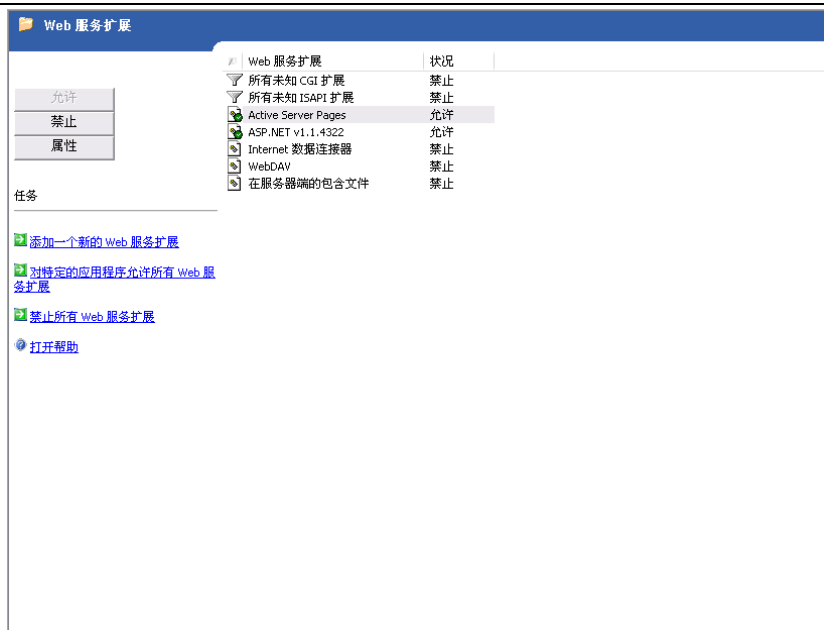 Web 服务扩展
Web 服务扩展 状况
所有未知 CGI 扩展 禁止
所有未知 ISAPI 扩展 禁止
Active Server Pages 允许
ASP.NET v1.1.4322 允许
Internet 数据连接器 禁止
WebDAV 禁止
在服务器端的包含文件 禁止
允许
禁止
属性
任务
添加一个新的 Web 服务扩展
对特定的应用程序允许所有 Web 服
务扩展
禁止所有 Web 服务扩展
打开帮助